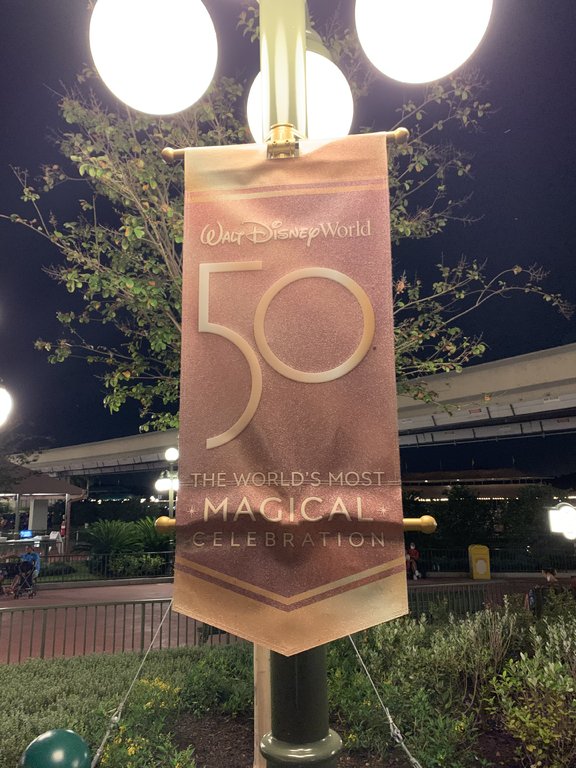 WALT DISNEY World
50
THE WORLD'S MOST
MAGICAL
CELEBRATION